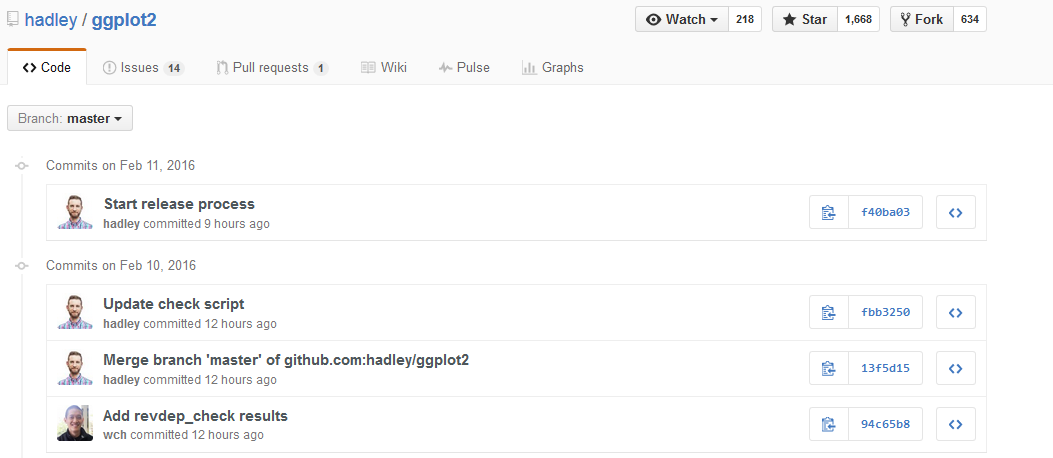 hadley / ggplot2
Watch 218 Star 1,668 Fork 634
Code Issues 14 Pull requests 1 Wiki Pulse Graphs
Branch: master
Commits on Feb 11, 2016
Start release process
hadley committed 9 hours ago
f40ba03
Commits on Feb 10, 2016
Update check script
hadley committed 12 hours ago
fbb3250
Merge branch 'master' of github.com:hadley/ggplot2
hadley committed 12 hours ago
13f5d15
Add revdep_check results
wch committed 12 hours ago
94c65b8